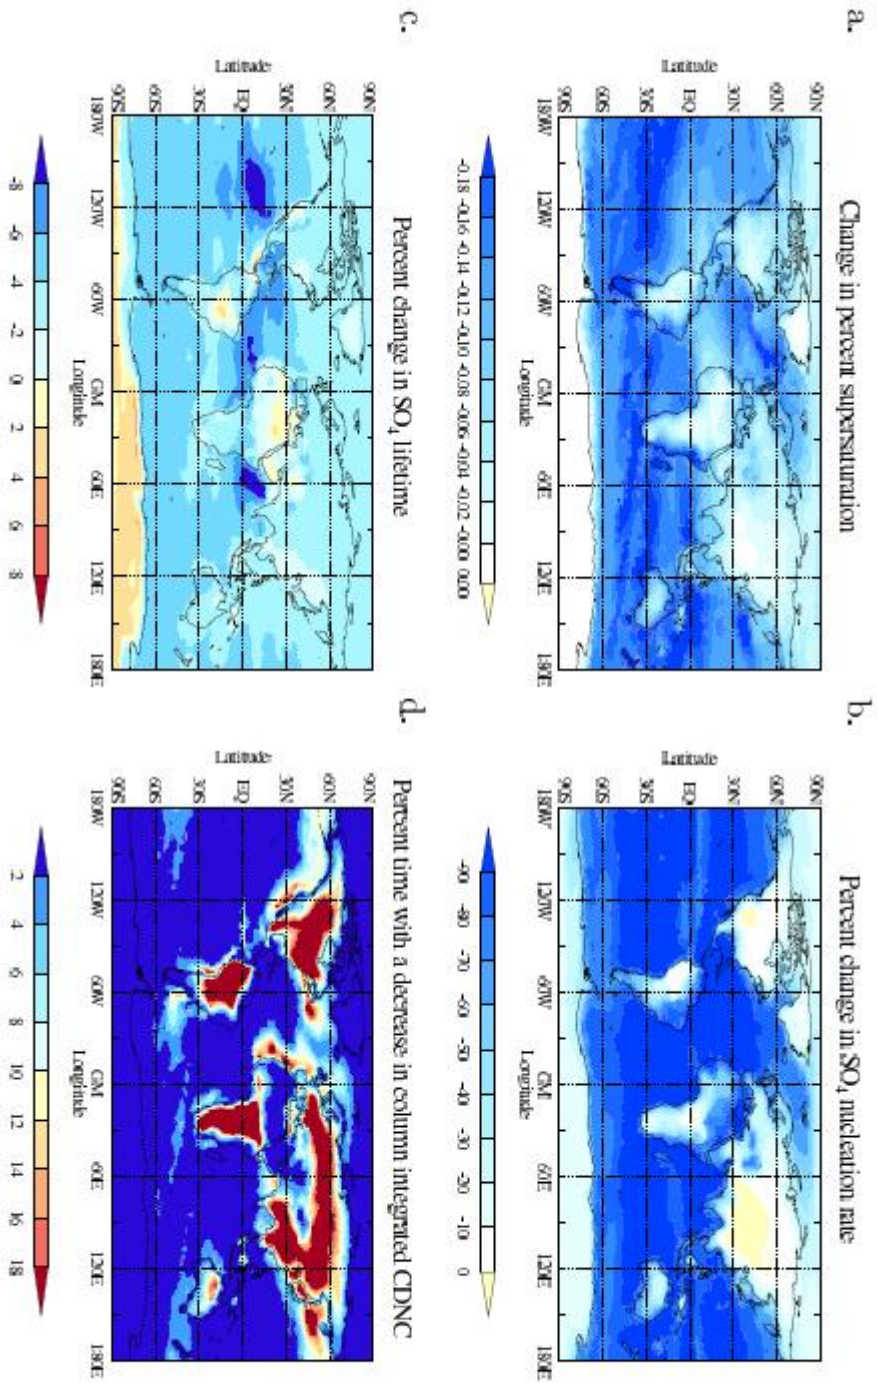 a.
Change in percent supersaturation
90N
60N
30N
EQ
30S
60S
90S
Latitude
180W 120W 60W GM 60E 120E 180E
Longitude
-0.18 -0.16 -0.14 -0.12 -0.10 -0.08 -0.06 -0.04 -0.02 -0.00 0.00
b.
Percent change in SO₄ nucleation rate
90N
60N
30N
EQ
30S
60S
90S
Latitude
180W 120W 60W GM 60E 120E 180E
Longitude
-90 -80 -70 -60 -50 -40 -30 -20 -10 0
c.
Percent change in SO₄ lifetime
90N
60N
30N
EQ
30S
60S
90S
Latitude
180W 120W 60W GM 60E 120E 180E
Longitude
-8 -6 -4 -2 0 2 4 6 8
d.
Percent time with a decrease in column integrated CDNC
90N
60N
30N
EQ
30S
60S
90S
Latitude
180W 120W 60W GM 60E 120E 180E
Longitude
2 4 6 8 10 12 14 16 18